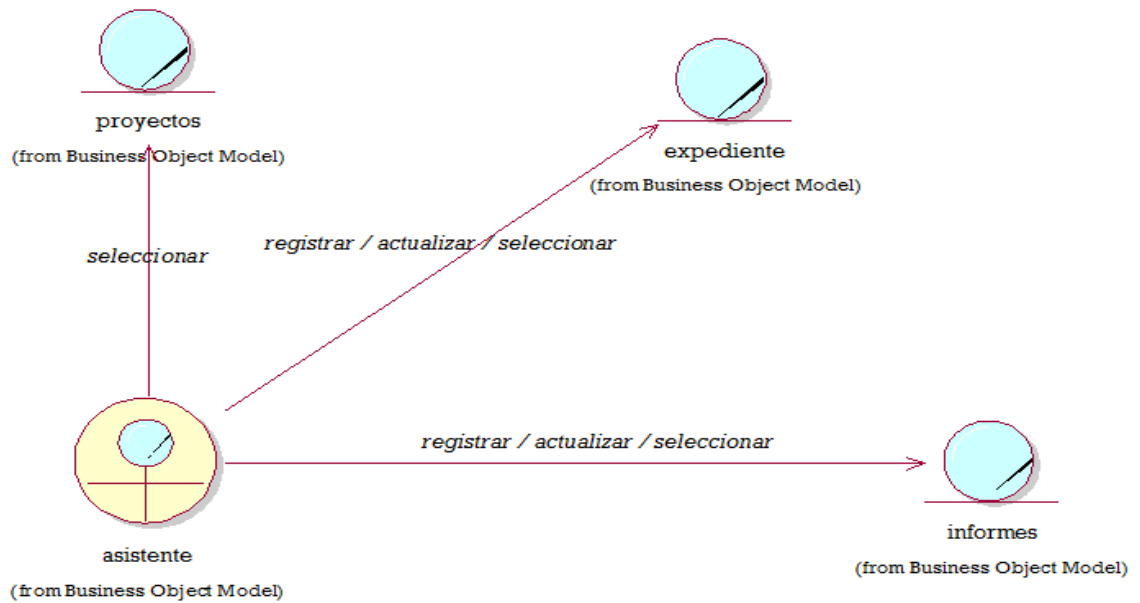 proyectos
(from Business Object Model)
expediente
(from Business Object Model)
registrar / actualizar / seleccionar
seleccionar
registrar / actualizar / seleccionar
asistente
(from Business Object Model)
informes
(from Business Object Model)